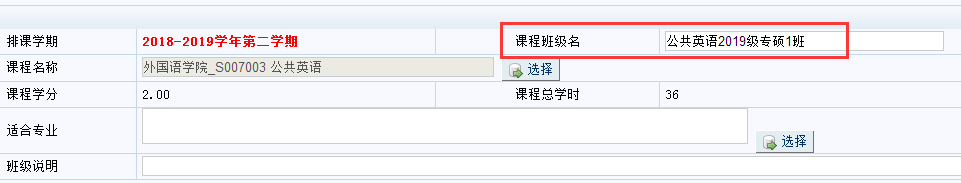 排课学期 2018-2019学年第二学期 课程班级名 公共英语2019级专硕1班
课程名称 外国语学院_S007003 公共英语 选择
课程学分 2.00 课程总学时 36
适合专业 选择
班级说明